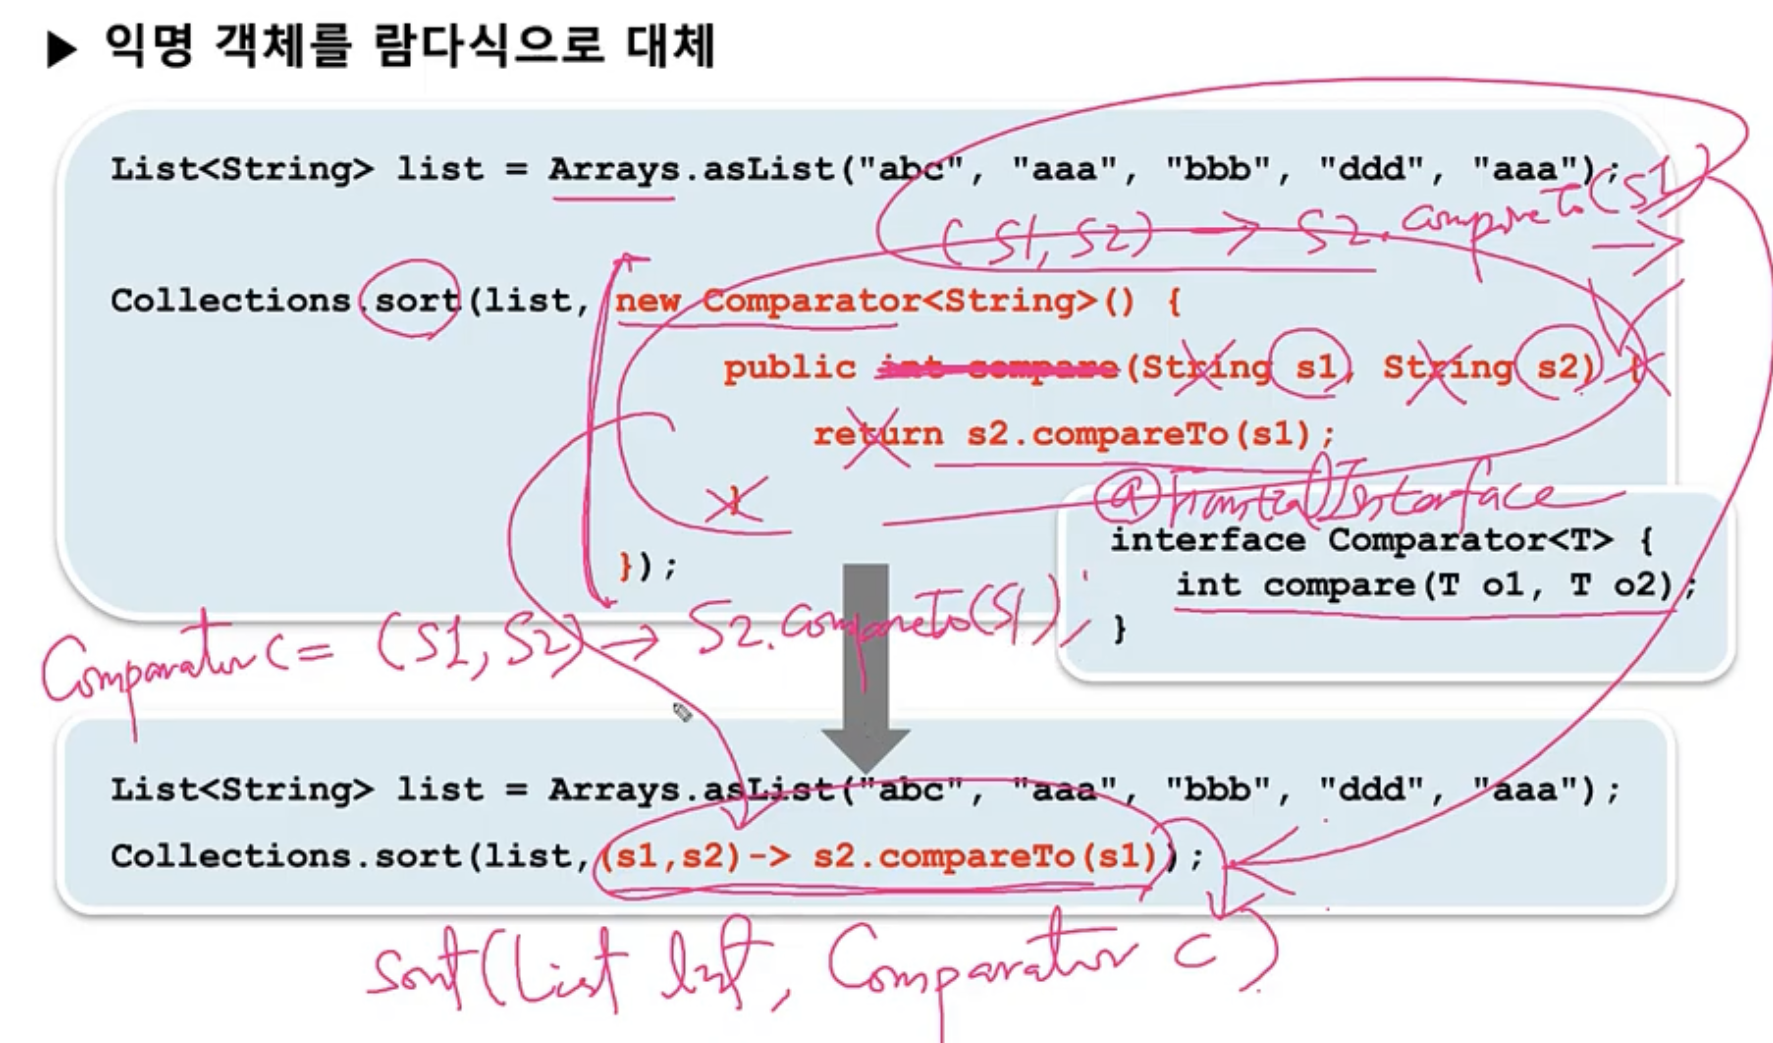 ▶ 익명 객체를 람다식으로 대체
List<String> list = Arrays.asList("abc", "aaa", "bbb", "ddd", "aaa");
(S1, S2) → S2.compareTo(S1)
Collections.sort(list, new Comparator<String>() {
public int compare(String s1, String s2) {
return s2.compareTo(s1);
}
});
interface Comparator<T> {
int compare(T o1, T o2);
}
Comparator c = (S1, S2) → S2.compareTo(S1);
List<String> list = Arrays.asList("abc", "aaa", "bbb", "ddd", "aaa");
Collections.sort(list,(s1,s2)-> s2.compareTo(s1));
sort(List list, Comparator c)